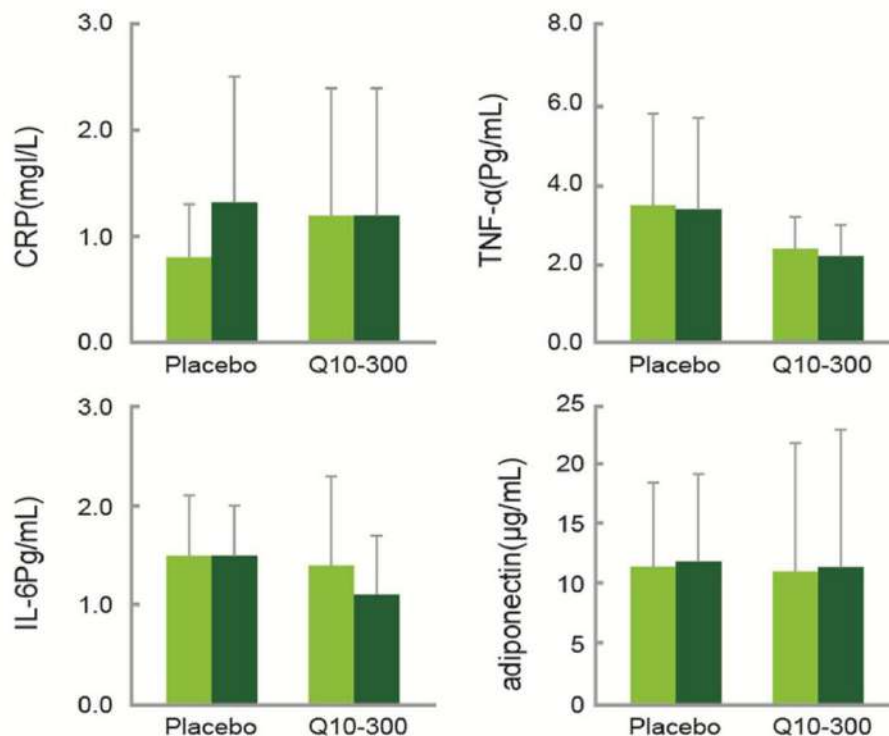 CRP(mgl/L)
3.0
2.0
1.0
0.0
Placebo
Q10-300
TNF-α(Pg/mL)
8.0
6.0
4.0
2.0
0.0
Placebo
Q10-300
IL-6Pg/mL)
3.0
2.0
1.0
0.0
Placebo
Q10-300
adiponectin(µg/mL)
25
20
15
10
5
0
Placebo
Q10-300